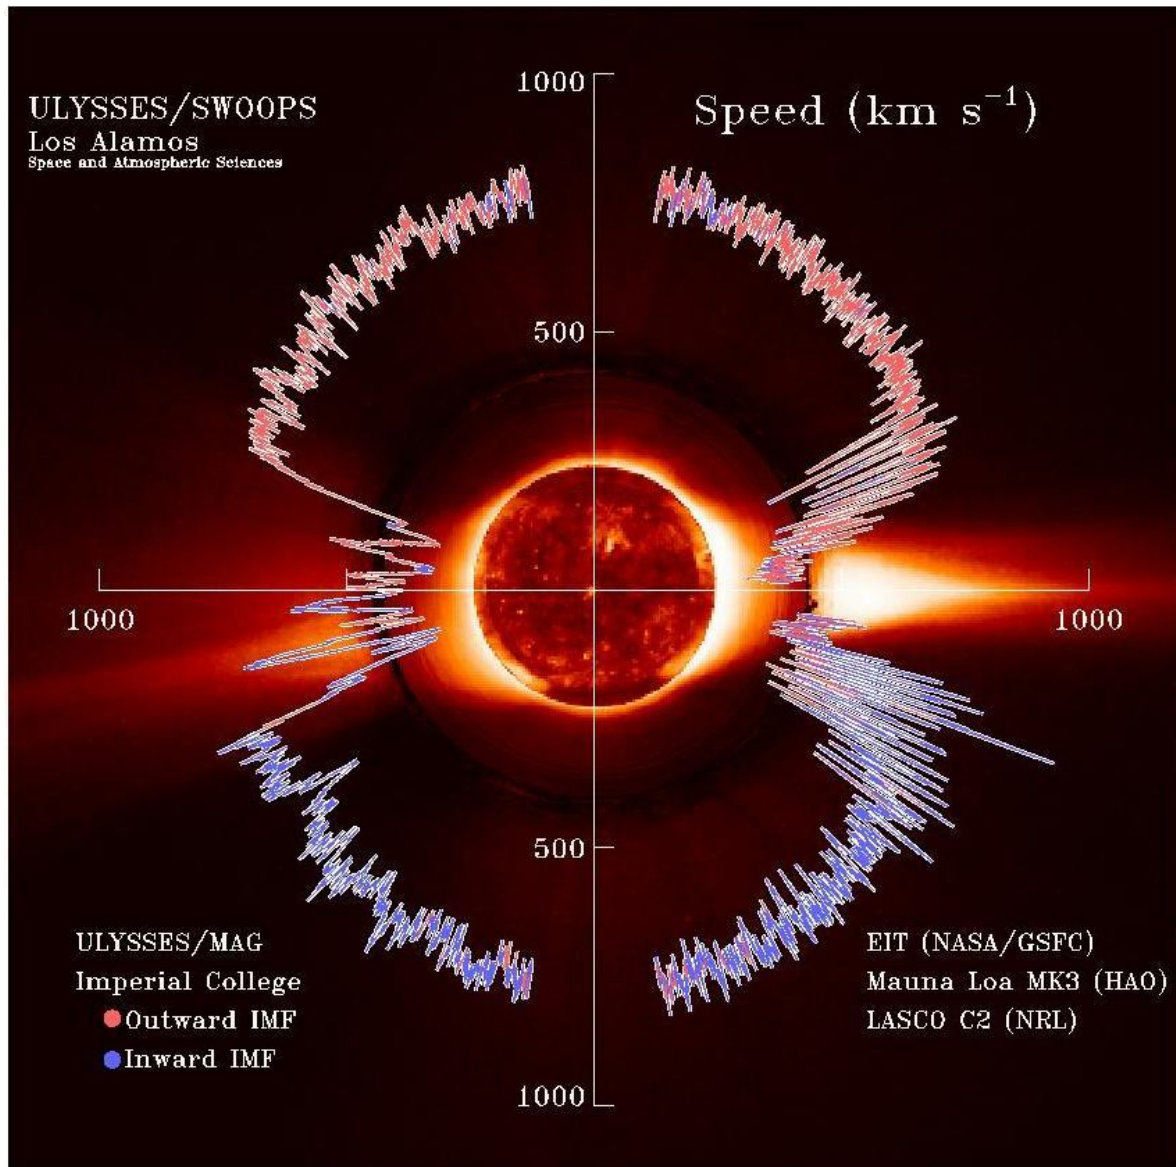 ULYSSES/SWOOPS
Los Alamos
Space and Atmospheric Sciences
Speed (km s⁻¹)
1000
500
1000
1000
500
1000
ULYSSES/MAG
Imperial College
Outward IMF
Inward IMF
EIT (NASA/GSFC)
Mauna Loa MK3 (HAO)
LASCO C2 (NRL)